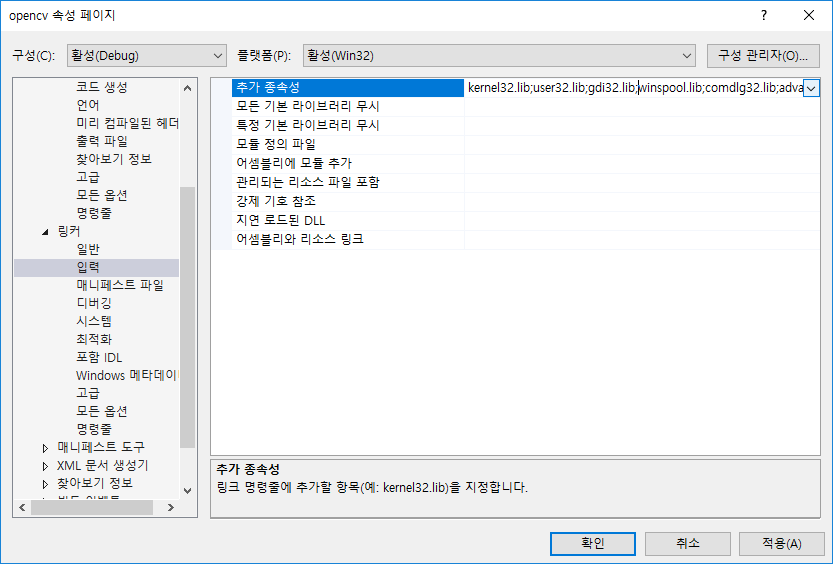 opencv 속성 페이지
구성(C): 활성(Debug) 플랫폼(P): 활성(Win32) 구성 관리자(O)...
코드 생성
언어
미리 컴파일된 헤더
출력 파일
찾아보기 정보
고급
모든 옵션
명령줄
링커
일반
입력
매니페스트 파일
디버깅
시스템
최적화
포함 IDL
Windows 메타데이
고급
모든 옵션
명령줄
매니페스트 도구
XML 문서 생성기
찾아보기 정보
추가 종속성 kernel32.lib;user32.lib;gdi32.lib;winspool.lib;comdlg32.lib;adva
모든 기본 라이브러리 무시
특정 기본 라이브러리 무시
모듈 정의 파일
어셈블리에 모듈 추가
관리되는 리소스 파일 포함
강제 기호 참조
지연 로드된 DLL
어셈블리와 리소스 링크
추가 종속성
링크 명령줄에 추가할 항목(예: kernel32.lib)을 지정합니다.
확인 취소 적용(A)